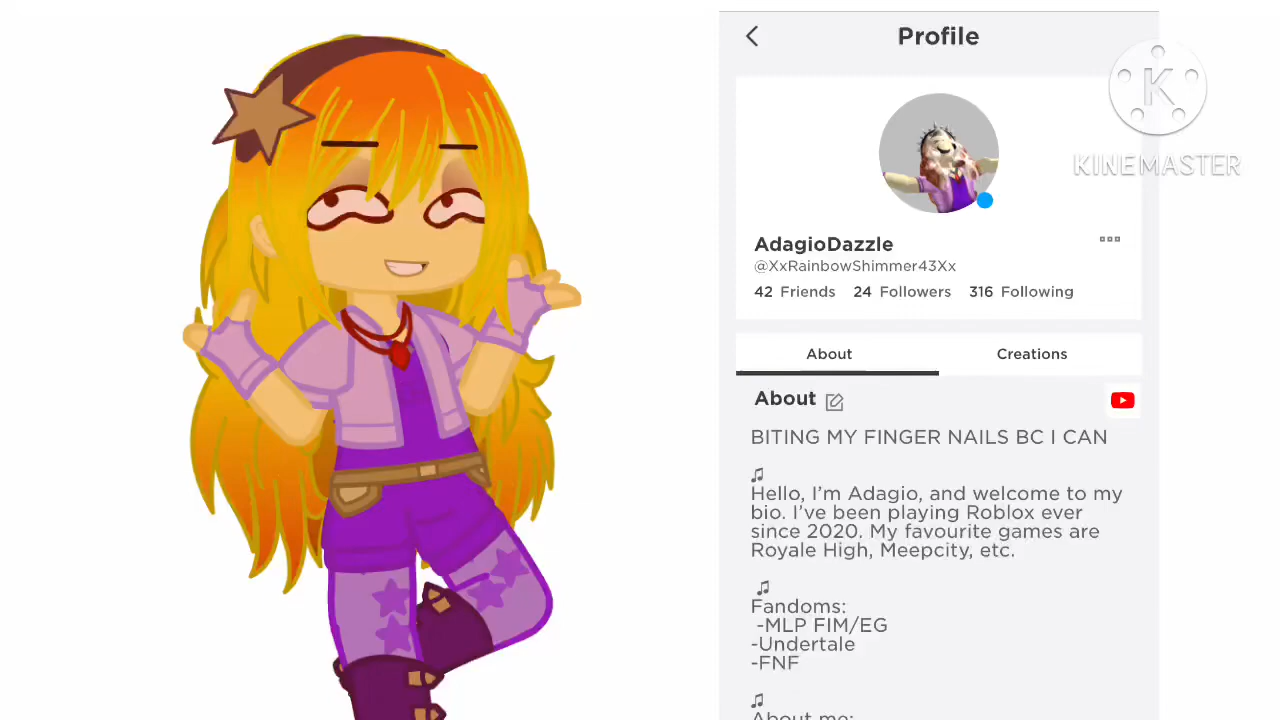 Profile
KINEMASTER
AdagioDazzle
@XxRainbowShimmer43Xx
42 Friends 24 Followers 316 Following
About Creations
About
BITING MY FINGER NAILS BC I CAN
Hello, I’m Adagio, and welcome to my
bio. I’ve been playing Roblox ever
since 2020. My favourite games are
Royale High, Meepcity, etc.
Fandoms:
-MLP FIM/EG
-Undertale
-FNF
About me: